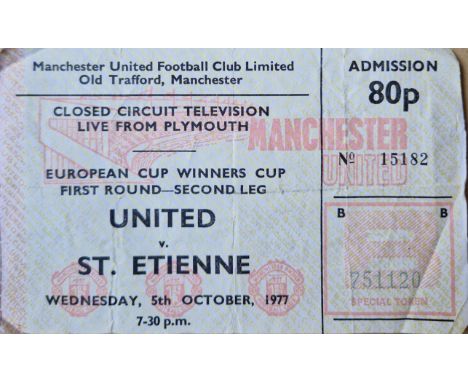 Manchester United Football Club Limited
Old Trafford, Manchester
CLOSED CIRCUIT TELEVISION
LIVE FROM PLYMOUTH
EUROPEAN CUP WINNERS CUP
FIRST ROUND—SECOND LEG
UNITED
v.
ST. ETIENNE
WEDNESDAY, 5th OCTOBER, 1977
7-30 p.m.
ADMISSION
80p
MANCHESTER
UNITED
Nº 15182
B B
751120
SPECIAL TOKEN